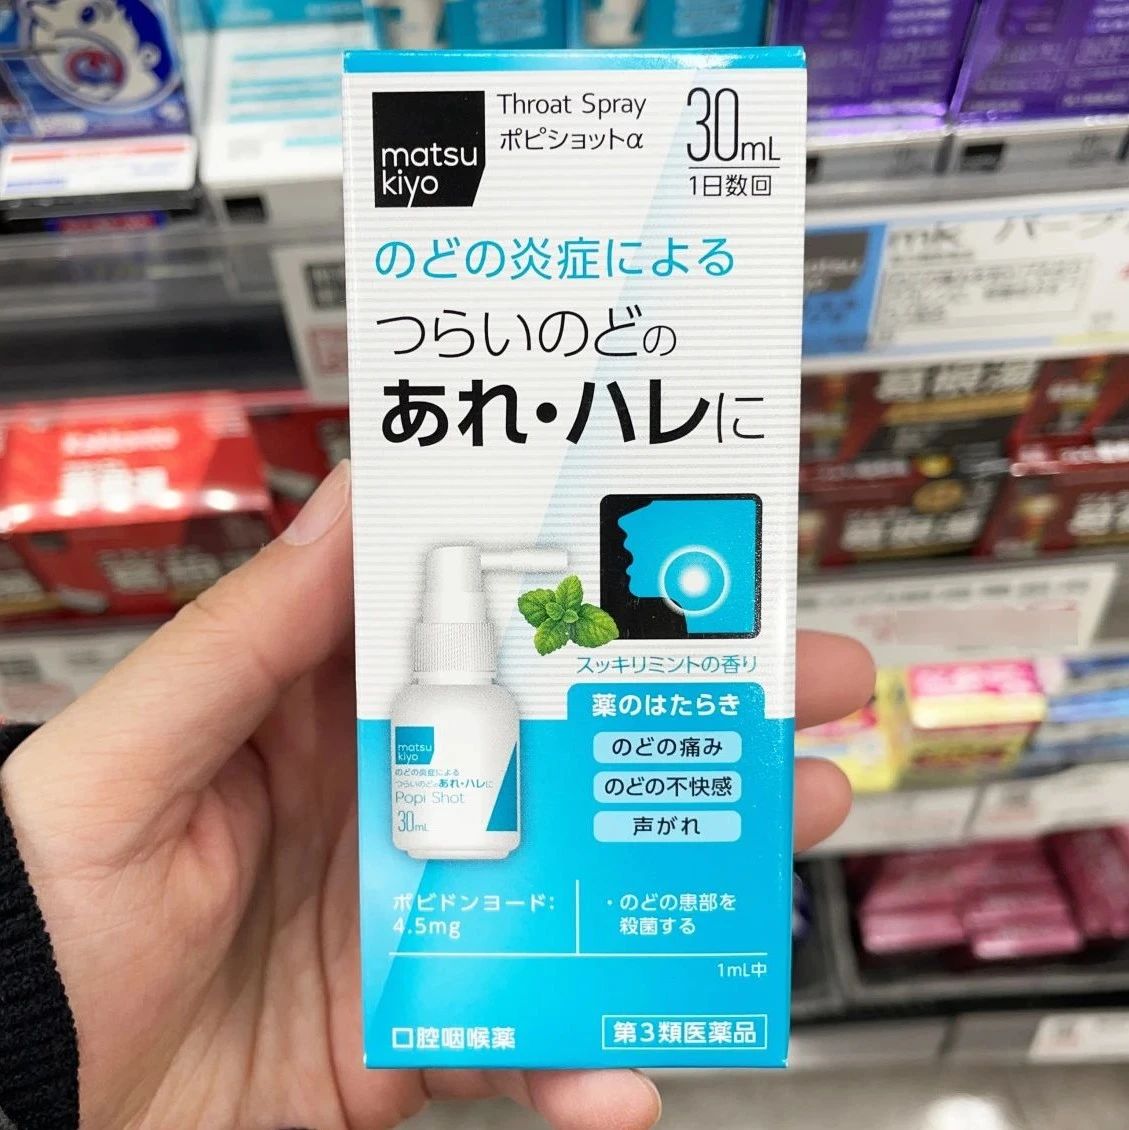 matsu
kiyo
Throat Spray
ポピショットα
30mL
1日数回
のどの炎症による
つらいのどの
あれ・ハレに
スッキリミントの香り
薬のはたらき
のどの痛み
のどの不快感
声がれ
matsu
kiyo
のどの炎症による
つらいのどのあれ・ハレに
Popi Shot
30mL
ポビドンヨード:
4.5mg
・のどの患部を
殺菌する
1mL中
口腔咽喉薬
第3類医薬品
mk